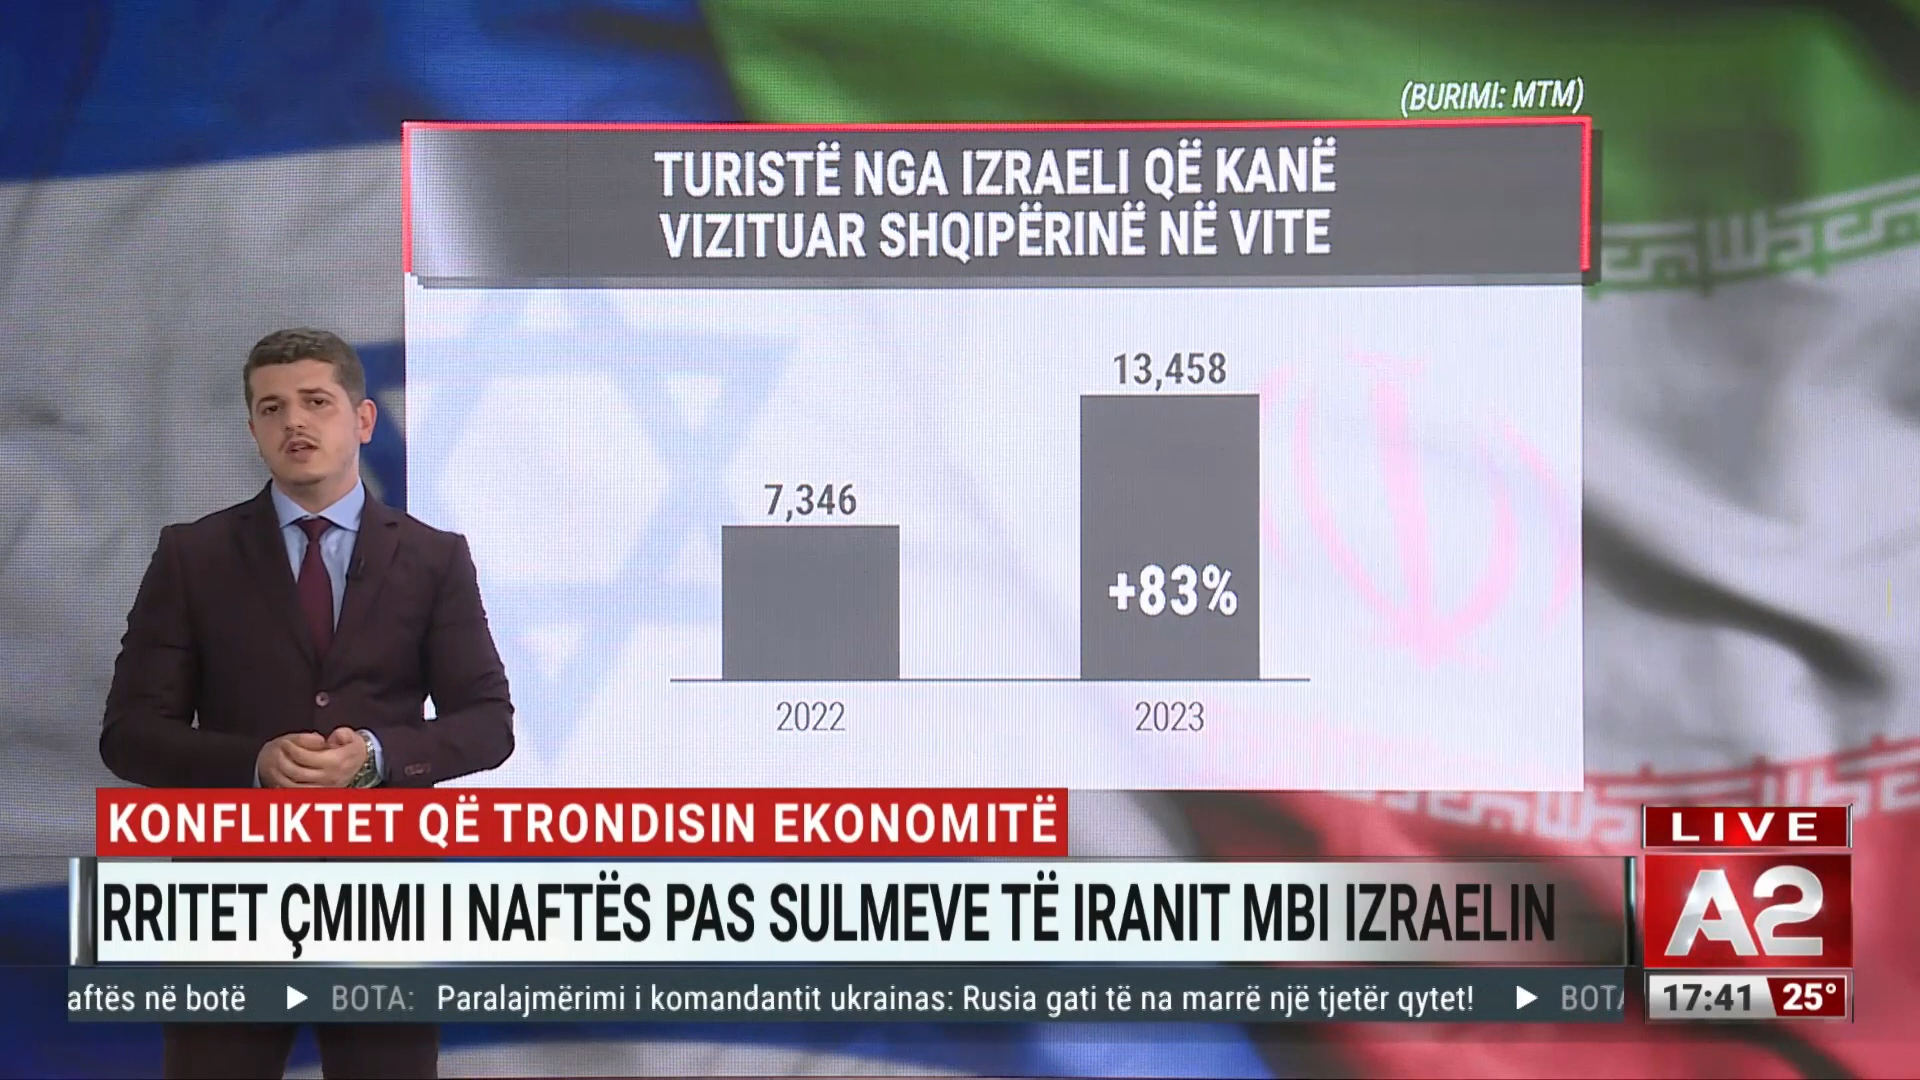 (BURIMI: MTM)
TURISTË NGA IZRAELI QË KANË
VIZITUAR SHQIPËRINË NË VITE
13,458
7,346
+83%
2022
2023
KONFLIKTET QË TRONDISIN EKONOMITË
RRITET ÇMIMI I NAFTËS PAS SULMEVE TË IRANIT MBI IZRAELIN
LIVE
A2
aftës në botë ▶ BOTA: Paralajmërimi i komandantit ukrainas: Rusia gati të na marrë një tjetër qytet! ▶ BOTA
17:41 25°